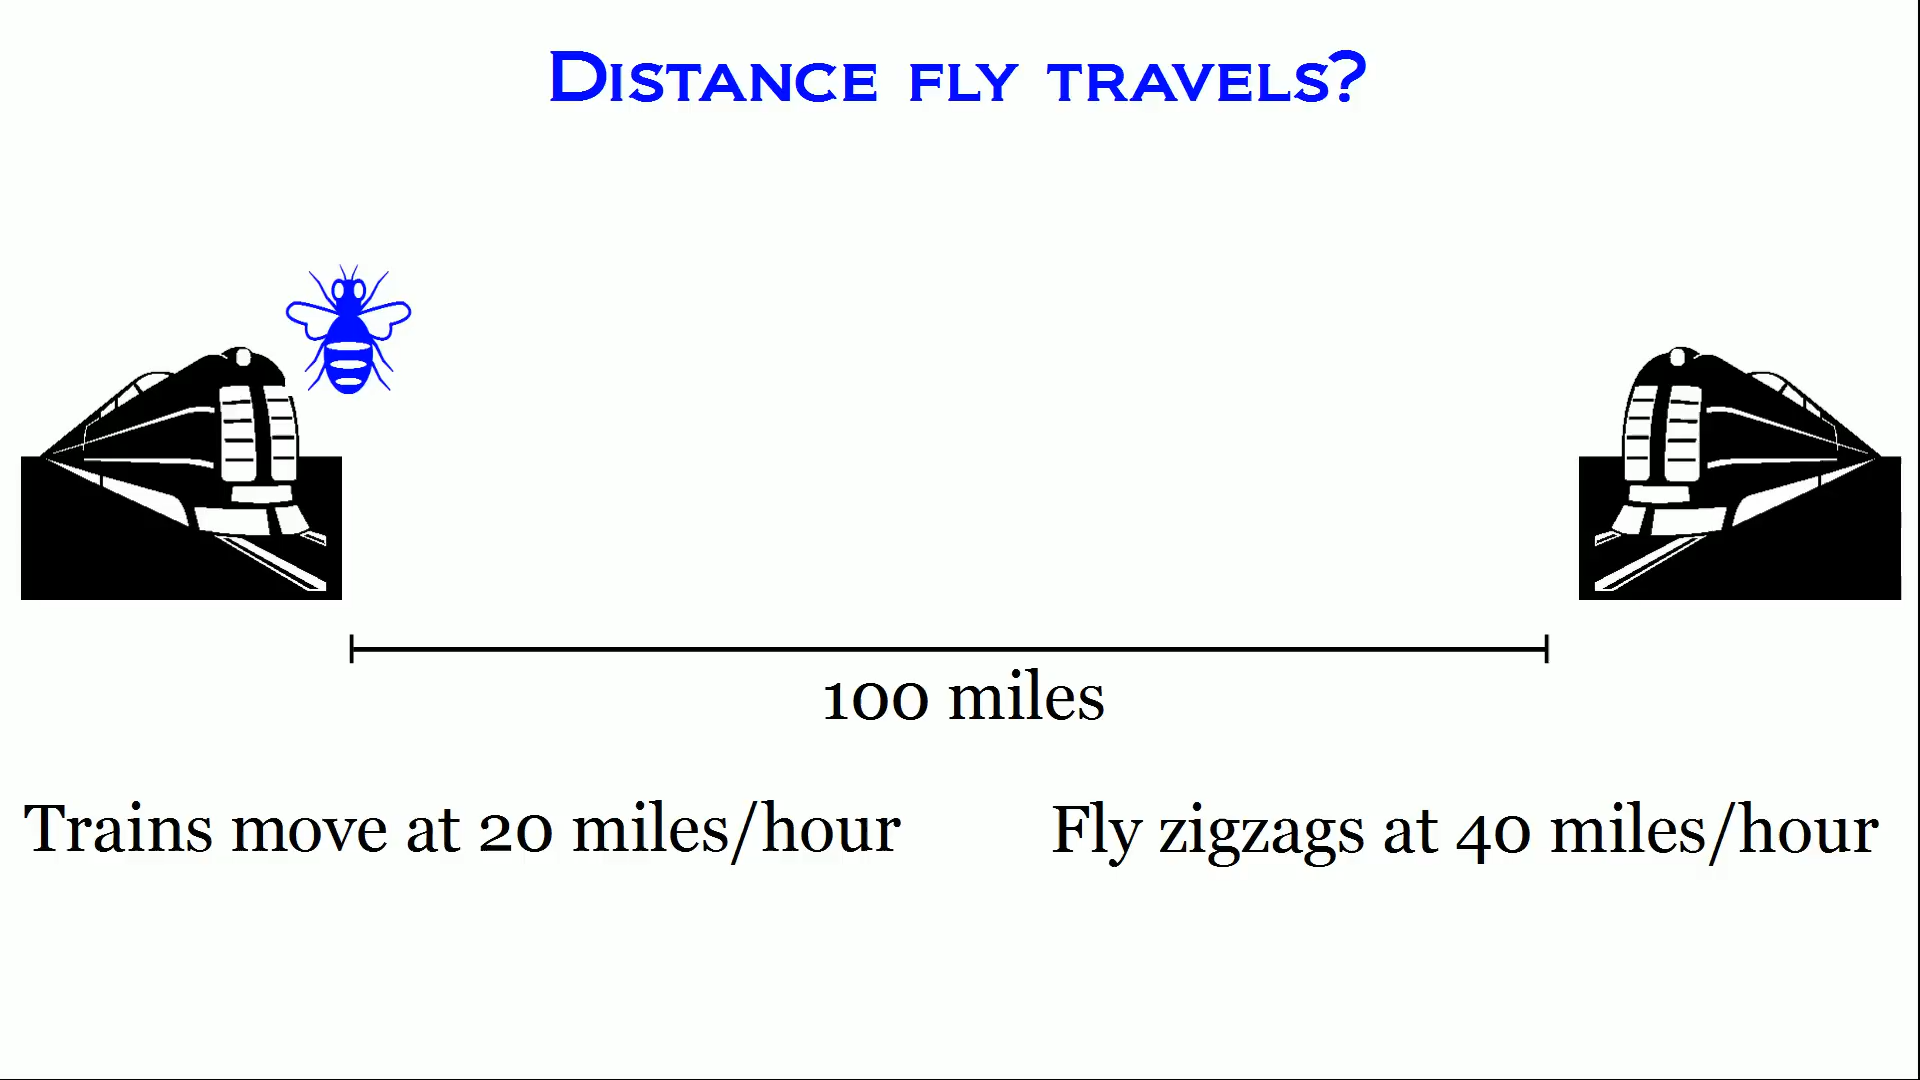 Distance fly travels?
100 miles
Trains move at 20 miles/hour
Fly zigzags at 40 miles/hour